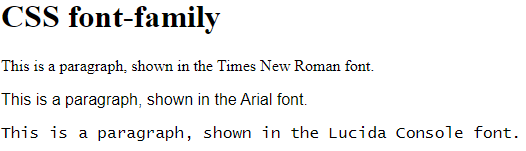 CSS font-family
This is a paragraph, shown in the Times New Roman font.
This is a paragraph, shown in the Arial font.
This is a paragraph, shown in the Lucida Console font.